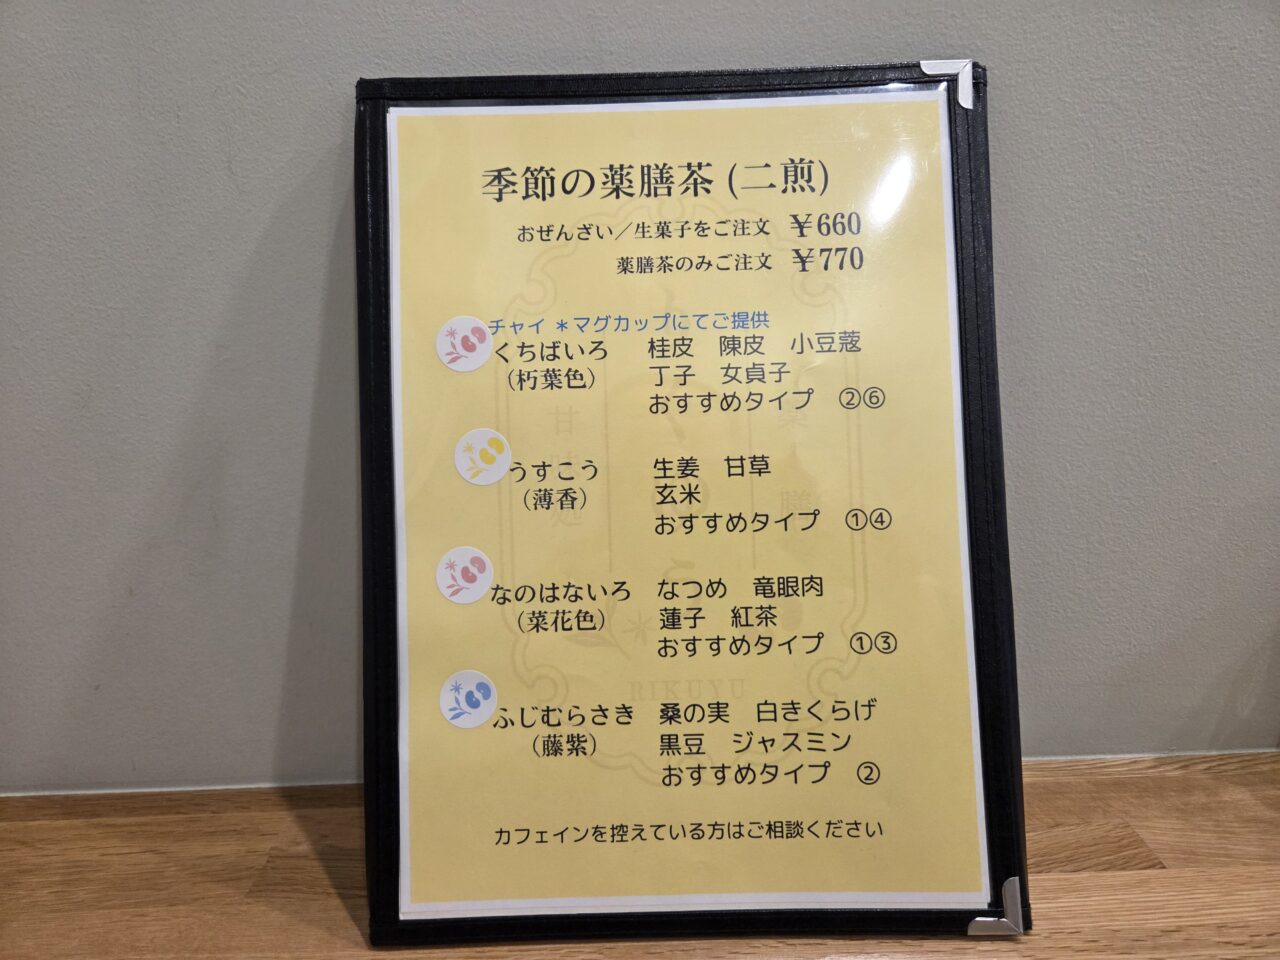 季節の薬膳茶 (二煎)
おぜんざい／生菓子をご注文 ￥660
薬膳茶のみご注文 ￥770
チャイ ＊マグカップにてご提供
くちばいろ 桂皮 陳皮 小豆蔲
（朽葉色） 丁子 女貞子
おすすめタイプ ②⑥
うすこう 生姜 甘草
（薄香） 玄米
おすすめタイプ ①④
なのはないろ なつめ 竜眼肉
（菜花色） 蓮子 紅茶
おすすめタイプ ①③
RIKUYU
ふじむらさき 桑の実 白きくらげ
（藤紫） 黒豆 ジャスミン
おすすめタイプ ②
カフェインを控えている方はご相談ください